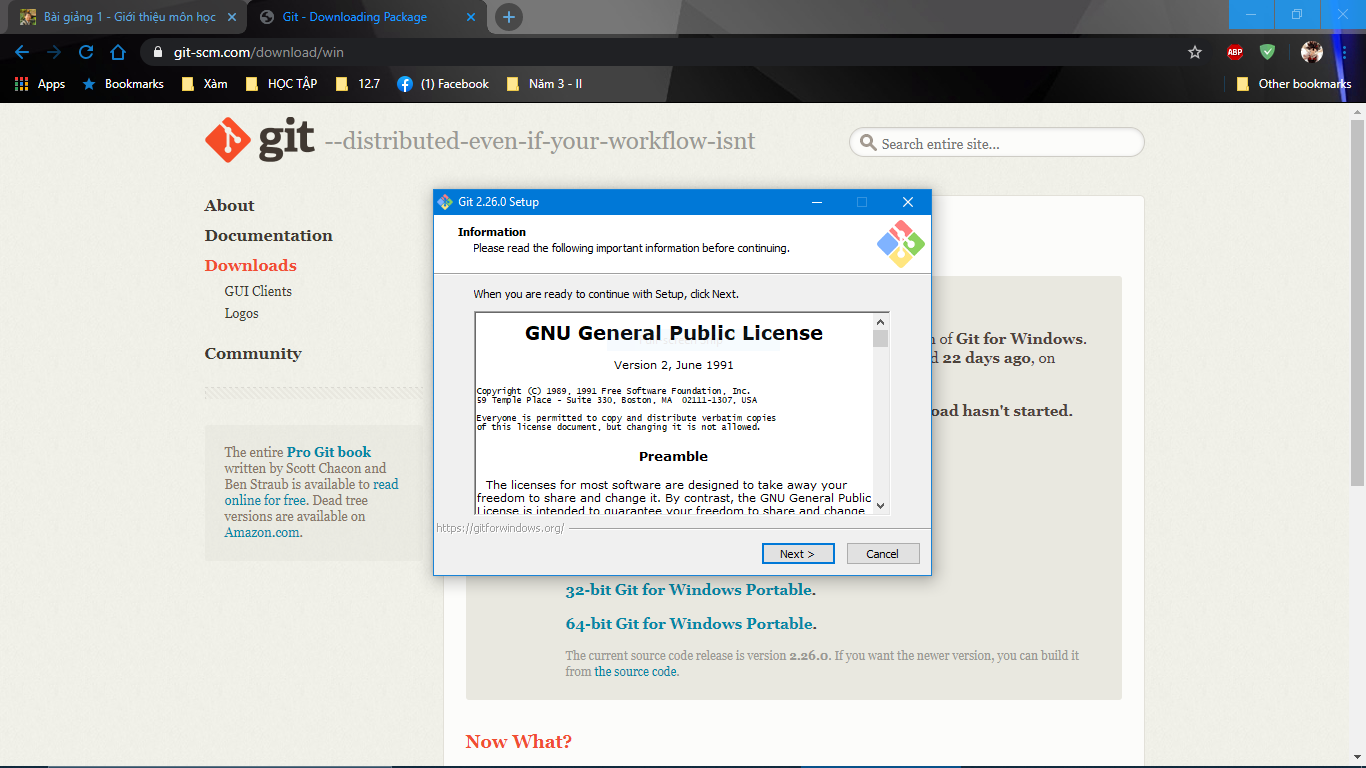 Bài giảng 1 - Giới thiệu môn học
Git - Downloading Package
git-scm.com/download/win
ABP
Apps
Bookmarks
Xàm
HỌC TẬP
12.7
(1) Facebook
Năm 3 - II
Other bookmarks
git --distributed-even-if-your-workflow-isnt
Search entire site...
About
Documentation
Downloads
GUI Clients
Logos
Community
The entire Pro Git book
written by Scott Chacon and
Ben Straub is available to read
online for free. Dead tree
versions are available on
Amazon.com.
Git 2.26.0 Setup
Information
Please read the following important information before continuing.
When you are ready to continue with Setup, click Next.
GNU General Public License
Version 2, June 1991
Copyright (C) 1989, 1991 Free Software Foundation, Inc.
59 Temple Place - Suite 330, Boston, MA 02111-1307, USA
Everyone is permitted to copy and distribute verbatim copies
of this license document, but changing it is not allowed.
Preamble
The licenses for most software are designed to take away your
freedom to share and change it. By contrast, the GNU General Public
License is intended to guarantee your freedom to share and change
https://gitforwindows.org/
Next >
Cancel
of Git for Windows.
22 days ago, on
hasn't started.
32-bit Git for Windows Portable.
64-bit Git for Windows Portable.
The current source code release is version 2.26.0. If you want the newer version, you can build it
from the source code.
Now What?